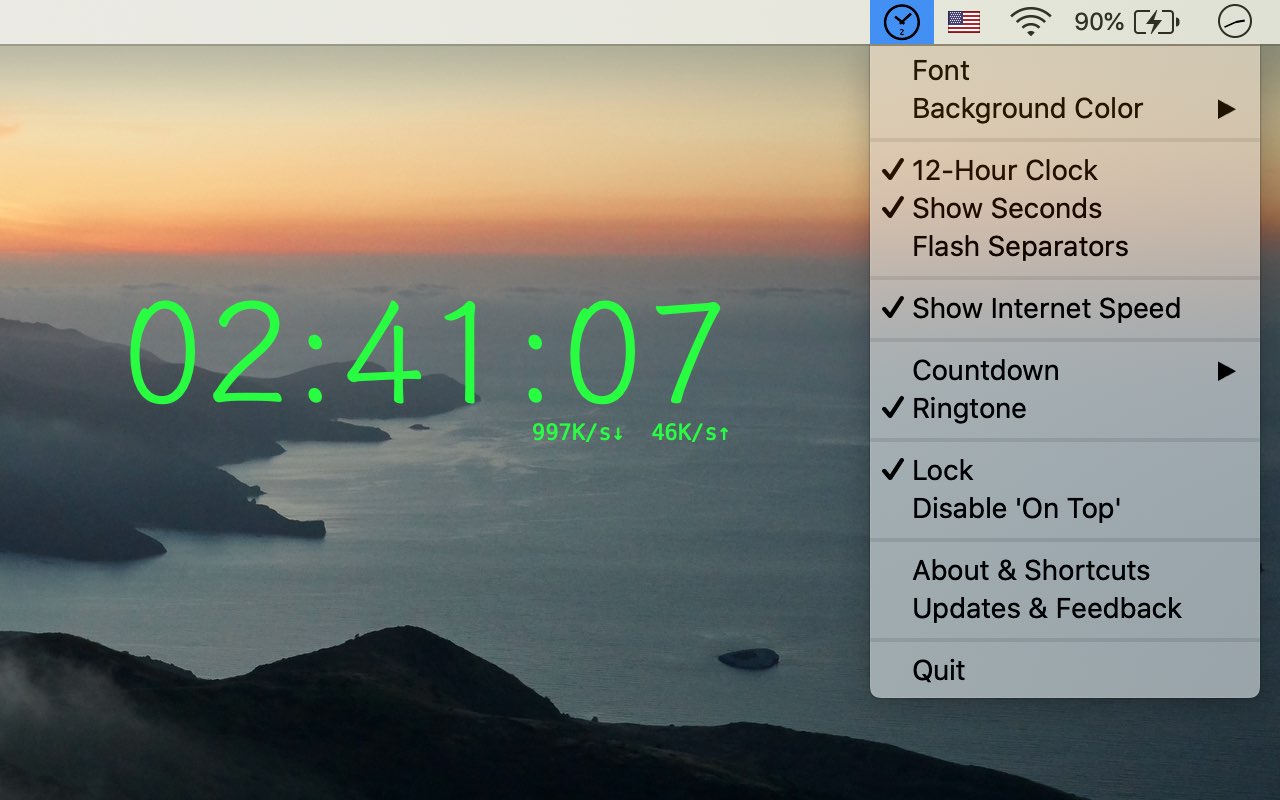 90%
Font
Background Color
12-Hour Clock
Show Seconds
Flash Separators
Show Internet Speed
Countdown
Ringtone
Lock
Disable 'On Top'
About & Shortcuts
Updates & Feedback
Quit
02:41:07
997K/s↓ 46K/s↑
2